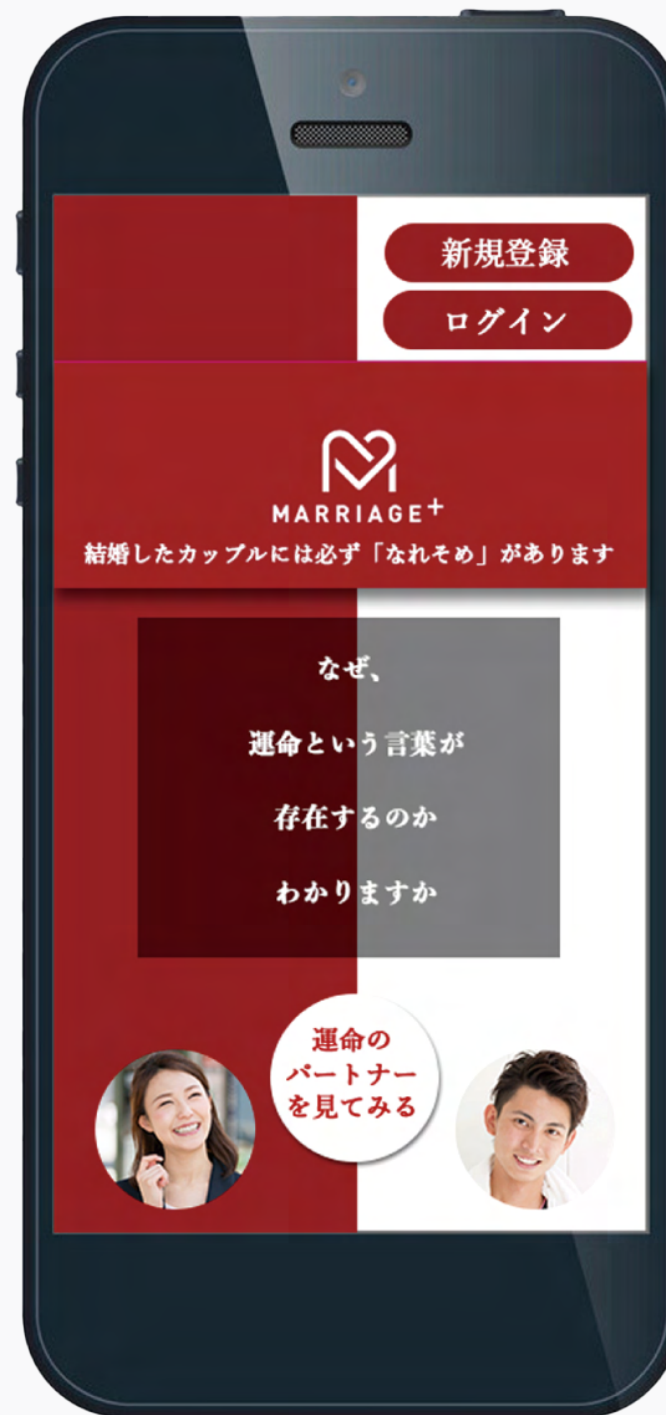 新規登録
ログイン
MARRIAGE+
結婚したカップルには必ず「なれそめ」があります
なぜ、
運命という言葉が
存在するのか
わかりますか
運命の
パートナー
を見てみる